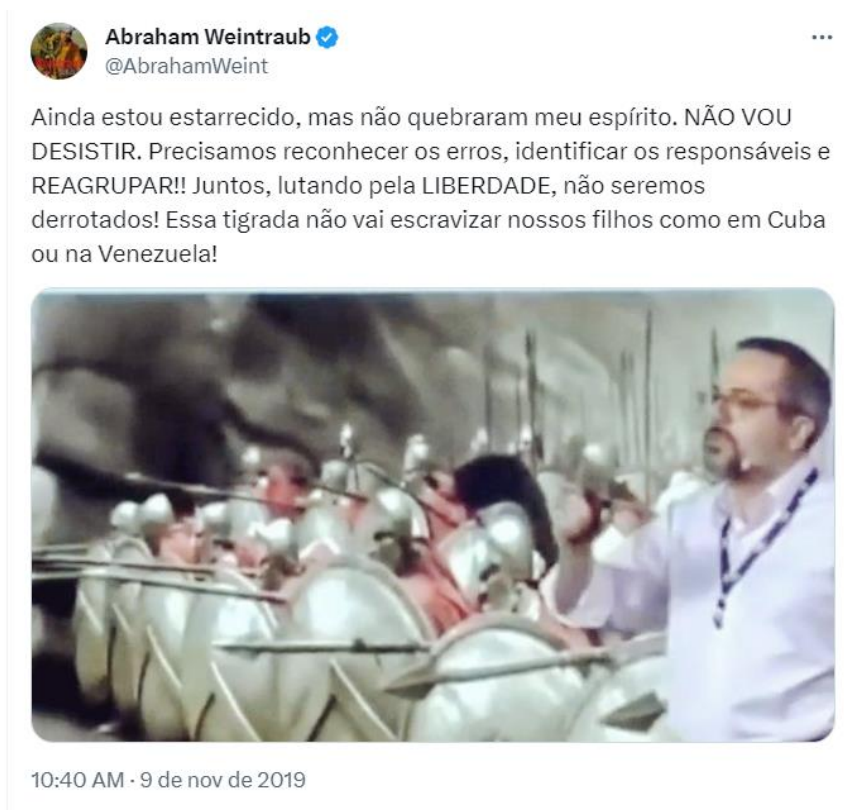 Abraham Weintraub
@AbrahamWeint
Ainda estou estarrecido, mas não quebraram meu espírito. NÃO VOU
DESISTIR. Precisamos reconhecer os erros, identificar os responsáveis e
REAGRUPAR!! Juntos, lutando pela LIBERDADE, não seremos
derrotados! Essa tigrada não vai escravizar nossos filhos como em Cuba
ou na Venezuela!
10:40 AM · 9 de nov de 2019